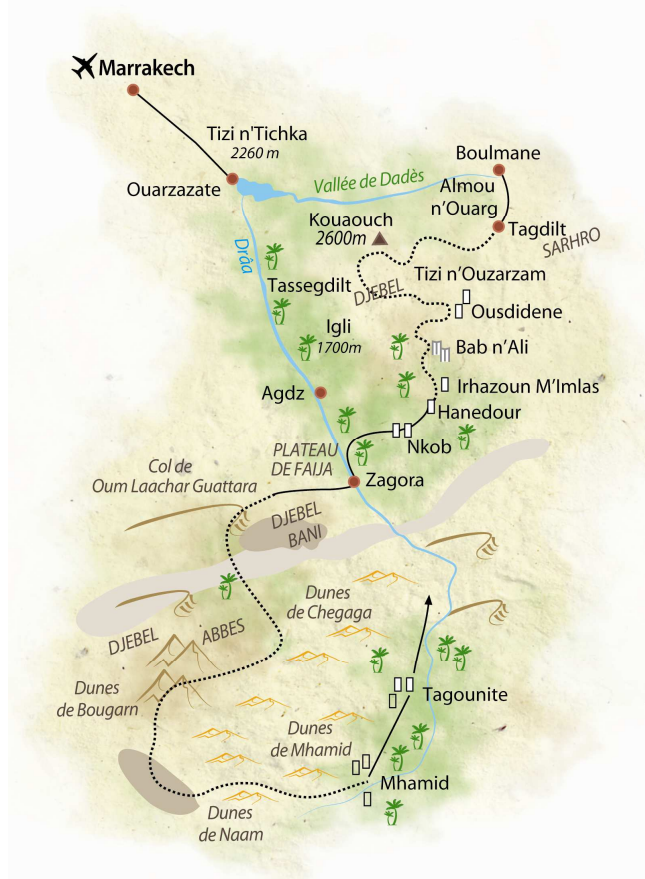 Marrakech
Tizi n'Tichka
2260 m
Ouarzazate
Vallée de Dadès
Boulmane
Almou
n'Ouarg
Tagdilt
SARHRO
Kouaouch
2600m
Drâa
Tassegdilt
DJEBEL
Tizi n'Ouzarzam
Ousdidene
Igli
1700m
Bab n'Ali
Agdz
Irhazoun M'Imlas
Hanedour
Nkob
PLATEAU
DE FAIJA
Col de
Oum Laachar Guattara
Zagora
DJEBEL
BANI
Dunes
de Chegaga
DJEBEL ABBES
Dunes
de Bougarn
Tagounite
Dunes
de Mhamid
Mhamid
Dunes
de Naam